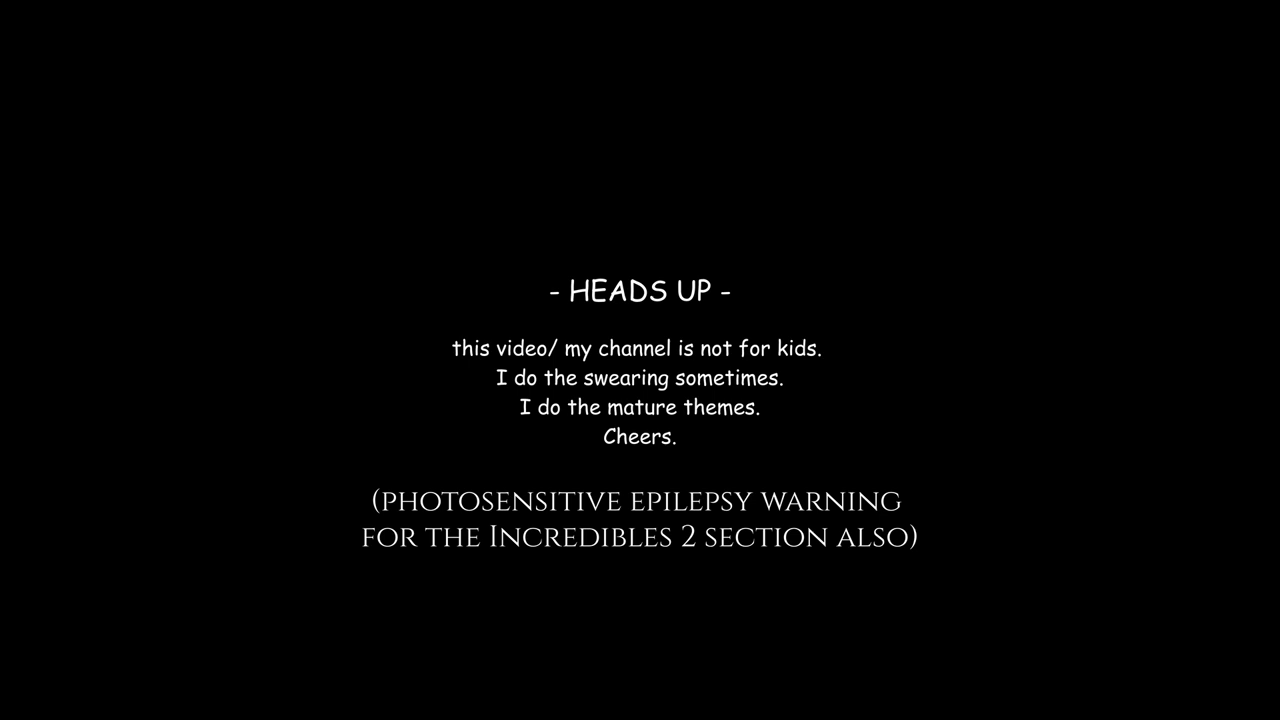 - HEADS UP -
this video/ my channel is not for kids.
I do the swearing sometimes.
I do the mature themes.
Cheers.
(photosensitive epilepsy warning
for the Incredibles 2 section also)